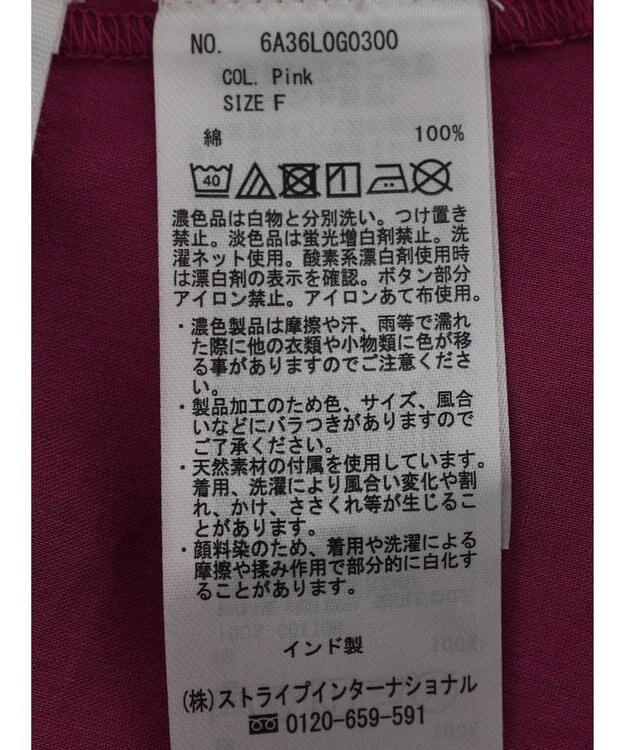 NO. 6A36L0G0300
COL. Pink
SIZE F
綿 100%
40
濃色品は白物と分別洗い。つけ置き
禁止。淡色品は蛍光増白剤禁止。洗
濯ネット使用。酸素系漂白剤使用時
は漂白剤の表示を確認。ボタン部分
アイロン禁止。アイロンあて布使用。
・濃色製品は摩擦や汗、雨等で濡れ
た際に他の衣類や小物類に色が移
る事がありますのでご注意くださ
い。
・製品加工のため色、サイズ、風合
いなどにバラつきがありますので
ご了承ください。
・天然素材の付属を使用しています。
着用、洗濯により風合い変化や割
れ、かけ、ささくれ等が生じるこ
とがあります。
・顔料染のため、着用や洗濯による
摩擦や揉み作用で部分的に白化す
ることがあります。
インド製
(株)ストライプインターナショナル
0120-659-591